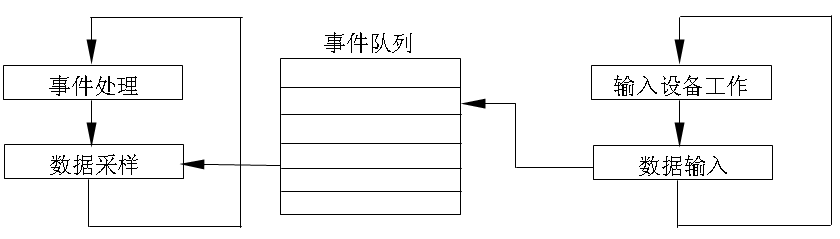 事件队列
事件处理
输入设备工作
数据采样
数据输入